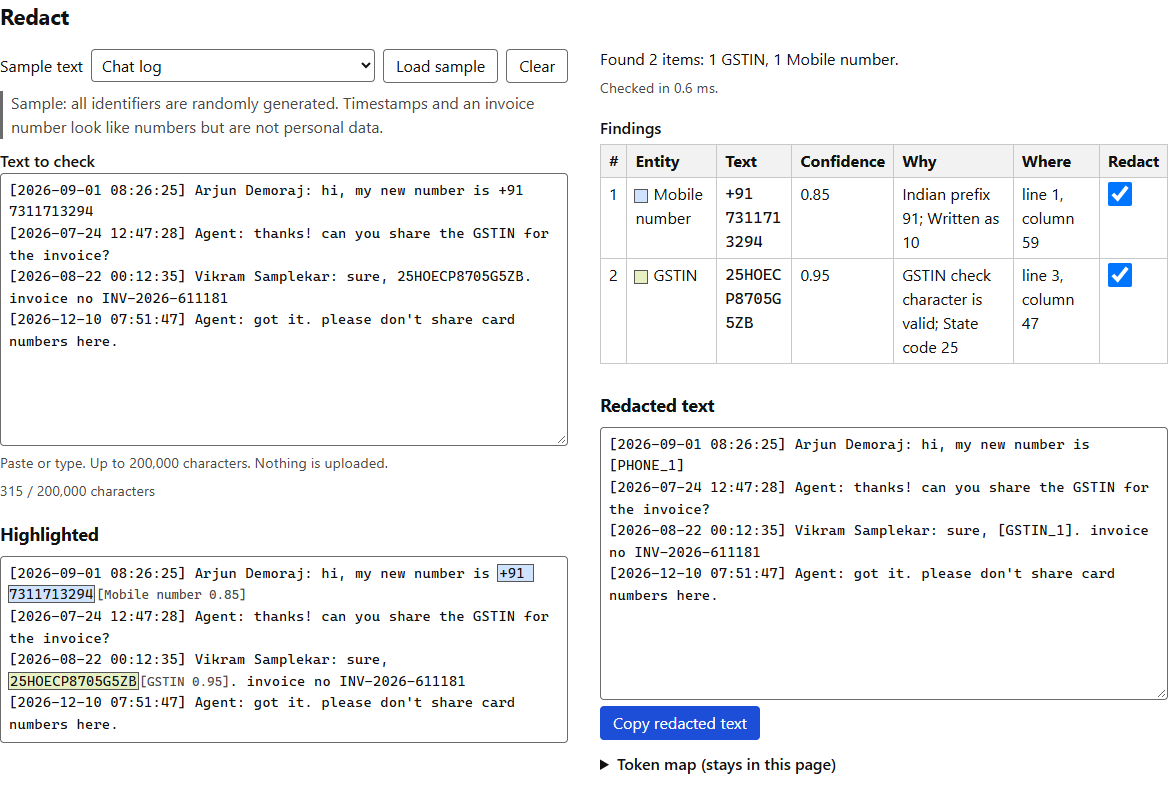 Redact
Sample text Chat log Load sample Clear
Sample: all identifiers are randomly generated. Timestamps and an invoice
number look like numbers but are not personal data.
Text to check
[2026-09-01 08:26:25] Arjun Demoraj: hi, my new number is +91
7311713294
[2026-07-24 12:47:28] Agent: thanks! can you share the GSTIN for
the invoice?
[2026-08-22 00:12:35] Vikram Samplekar: sure, 25HOECP8705G5ZB.
invoice no INV-2026-611181
[2026-12-10 07:51:47] Agent: got it. please don't share card
numbers here.
Paste or type. Up to 200,000 characters. Nothing is uploaded.
315 / 200,000 characters
Highlighted
[2026-09-01 08:26:25] Arjun Demoraj: hi, my new number is +91
7311713294 [Mobile number 0.85]
[2026-07-24 12:47:28] Agent: thanks! can you share the GSTIN for
the invoice?
[2026-08-22 00:12:35] Vikram Samplekar: sure,
25HOECP8705G5ZB [GSTIN 0.95]. invoice no INV-2026-611181
[2026-12-10 07:51:47] Agent: got it. please don't share card
numbers here.
Found 2 items: 1 GSTIN, 1 Mobile number.
Checked in 0.6 ms.
Findings
# Entity Text Confidence Why Where Redact
1 Mobile +91 0.85 Indian prefix line 1,
number 731171 91; Written as column
3294 10 59
2 GSTIN 25HOEC 0.95 GSTIN check line 3,
P8705G character is column
5ZB valid; State 47
code 25
Redacted text
[2026-09-01 08:26:25] Arjun Demoraj: hi, my new number is
[PHONE_1]
[2026-07-24 12:47:28] Agent: thanks! can you share the GSTIN for
the invoice?
[2026-08-22 00:12:35] Vikram Samplekar: sure, [GSTIN_1]. invoice
no INV-2026-611181
[2026-12-10 07:51:47] Agent: got it. please don't share card
numbers here.
Copy redacted text
Token map (stays in this page)